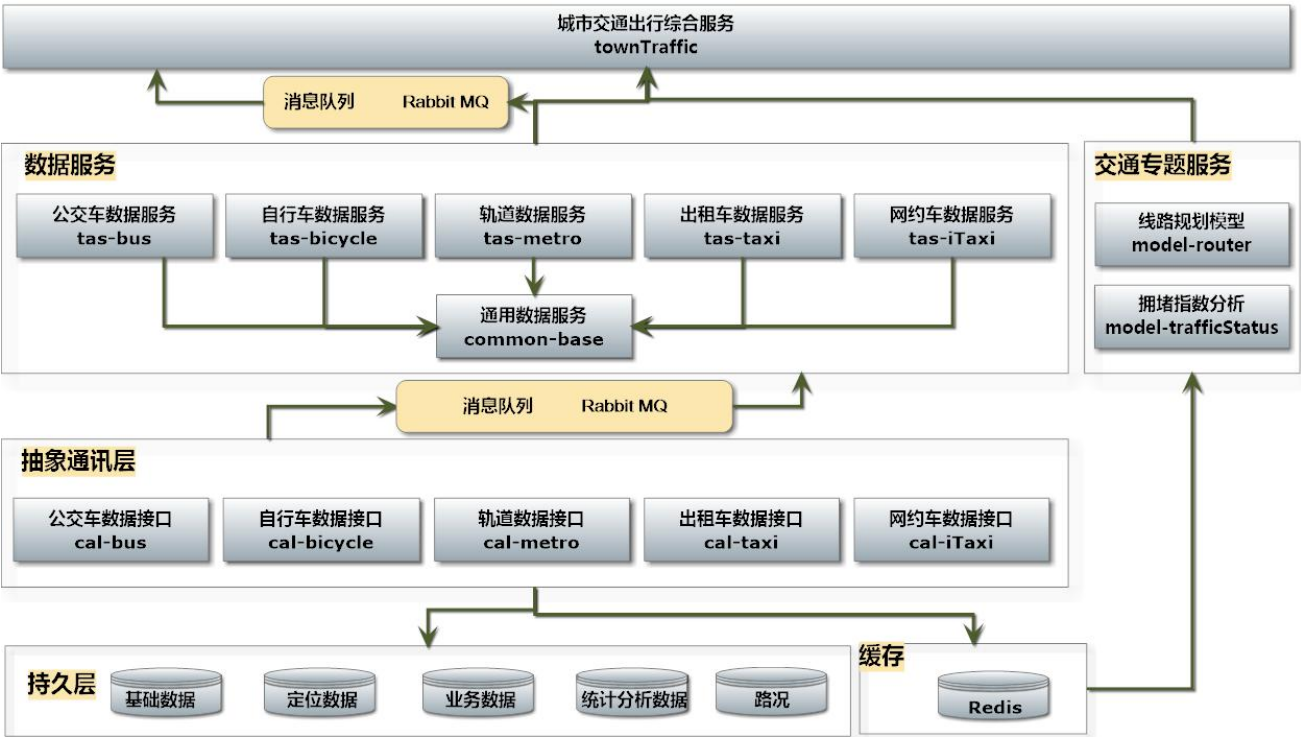 城市交通出行综合服务
townTraffic
消息队列 Rabbit MQ
数据服务
公交车数据服务
tas-bus
自行车数据服务
tas-bicycle
轨道数据服务
tas-metro
出租车数据服务
tas-taxi
网约车数据服务
tas-iTaxi
通用数据服务
common-base
交通专题服务
线路规划模型
model-router
拥堵指数分析
model-trafficStatus
消息队列 Rabbit MQ
抽象通讯层
公交车数据接口
cal-bus
自行车数据接口
cal-bicycle
轨道数据接口
cal-metro
出租车数据接口
cal-taxi
网约车数据接口
cal-iTaxi
持久层
基础数据
定位数据
业务数据
统计分析数据
路况
缓存
Redis